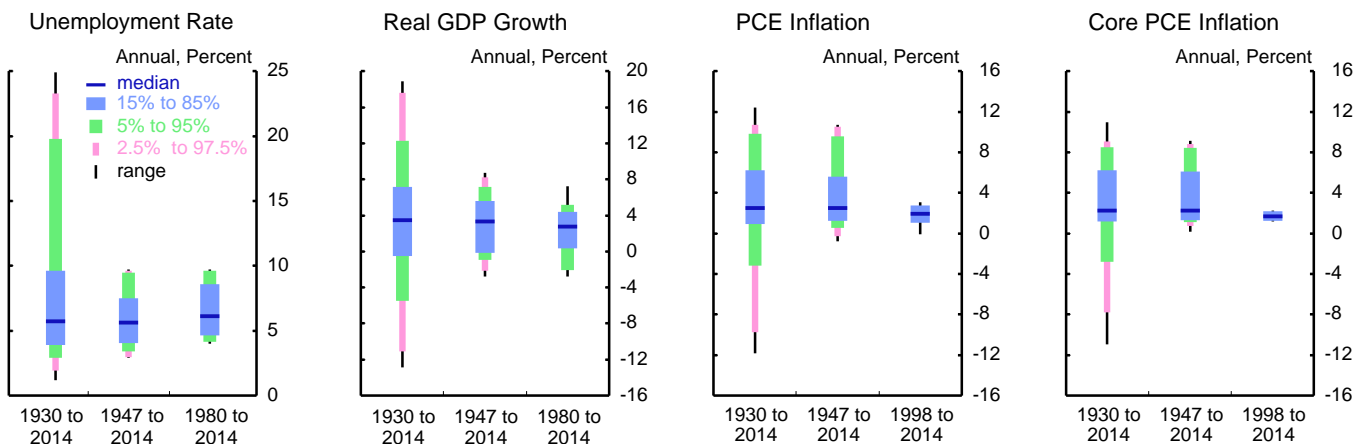 Unemployment Rate
Annual, Percent
25
20
15
10
5
0
median
15% to 85%
5% to 95%
2.5% to 97.5%
range
1930 to
2014
1947 to
2014
1980 to
2014
Real GDP Growth
Annual, Percent
20
16
12
8
4
0
-4
-8
-12
-16
1930 to
2014
1947 to
2014
1980 to
2014
PCE Inflation
Annual, Percent
16
12
8
4
0
-4
-8
-12
-16
1930 to
2014
1947 to
2014
1998 to
2014
Core PCE Inflation
Annual, Percent
16
12
8
4
0
-4
-8
-12
-16
1930 to
2014
1947 to
2014
1998 to
2014